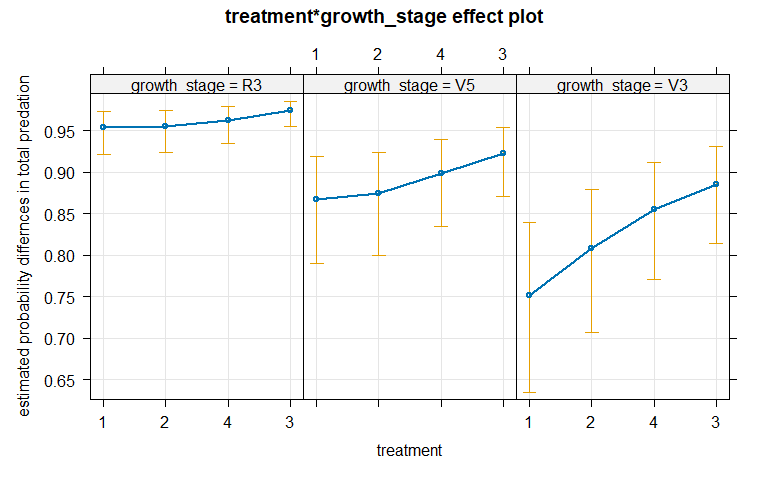 treatment*growth_stage effect plot
1 2 4 3
growth_stage = R3 growth_stage = V5 growth_stage = V3
estimated probability differnces in total predation
0.95
0.90
0.85
0.80
0.75
0.70
0.65
1 2 4 3 1 2 4 3
treatment